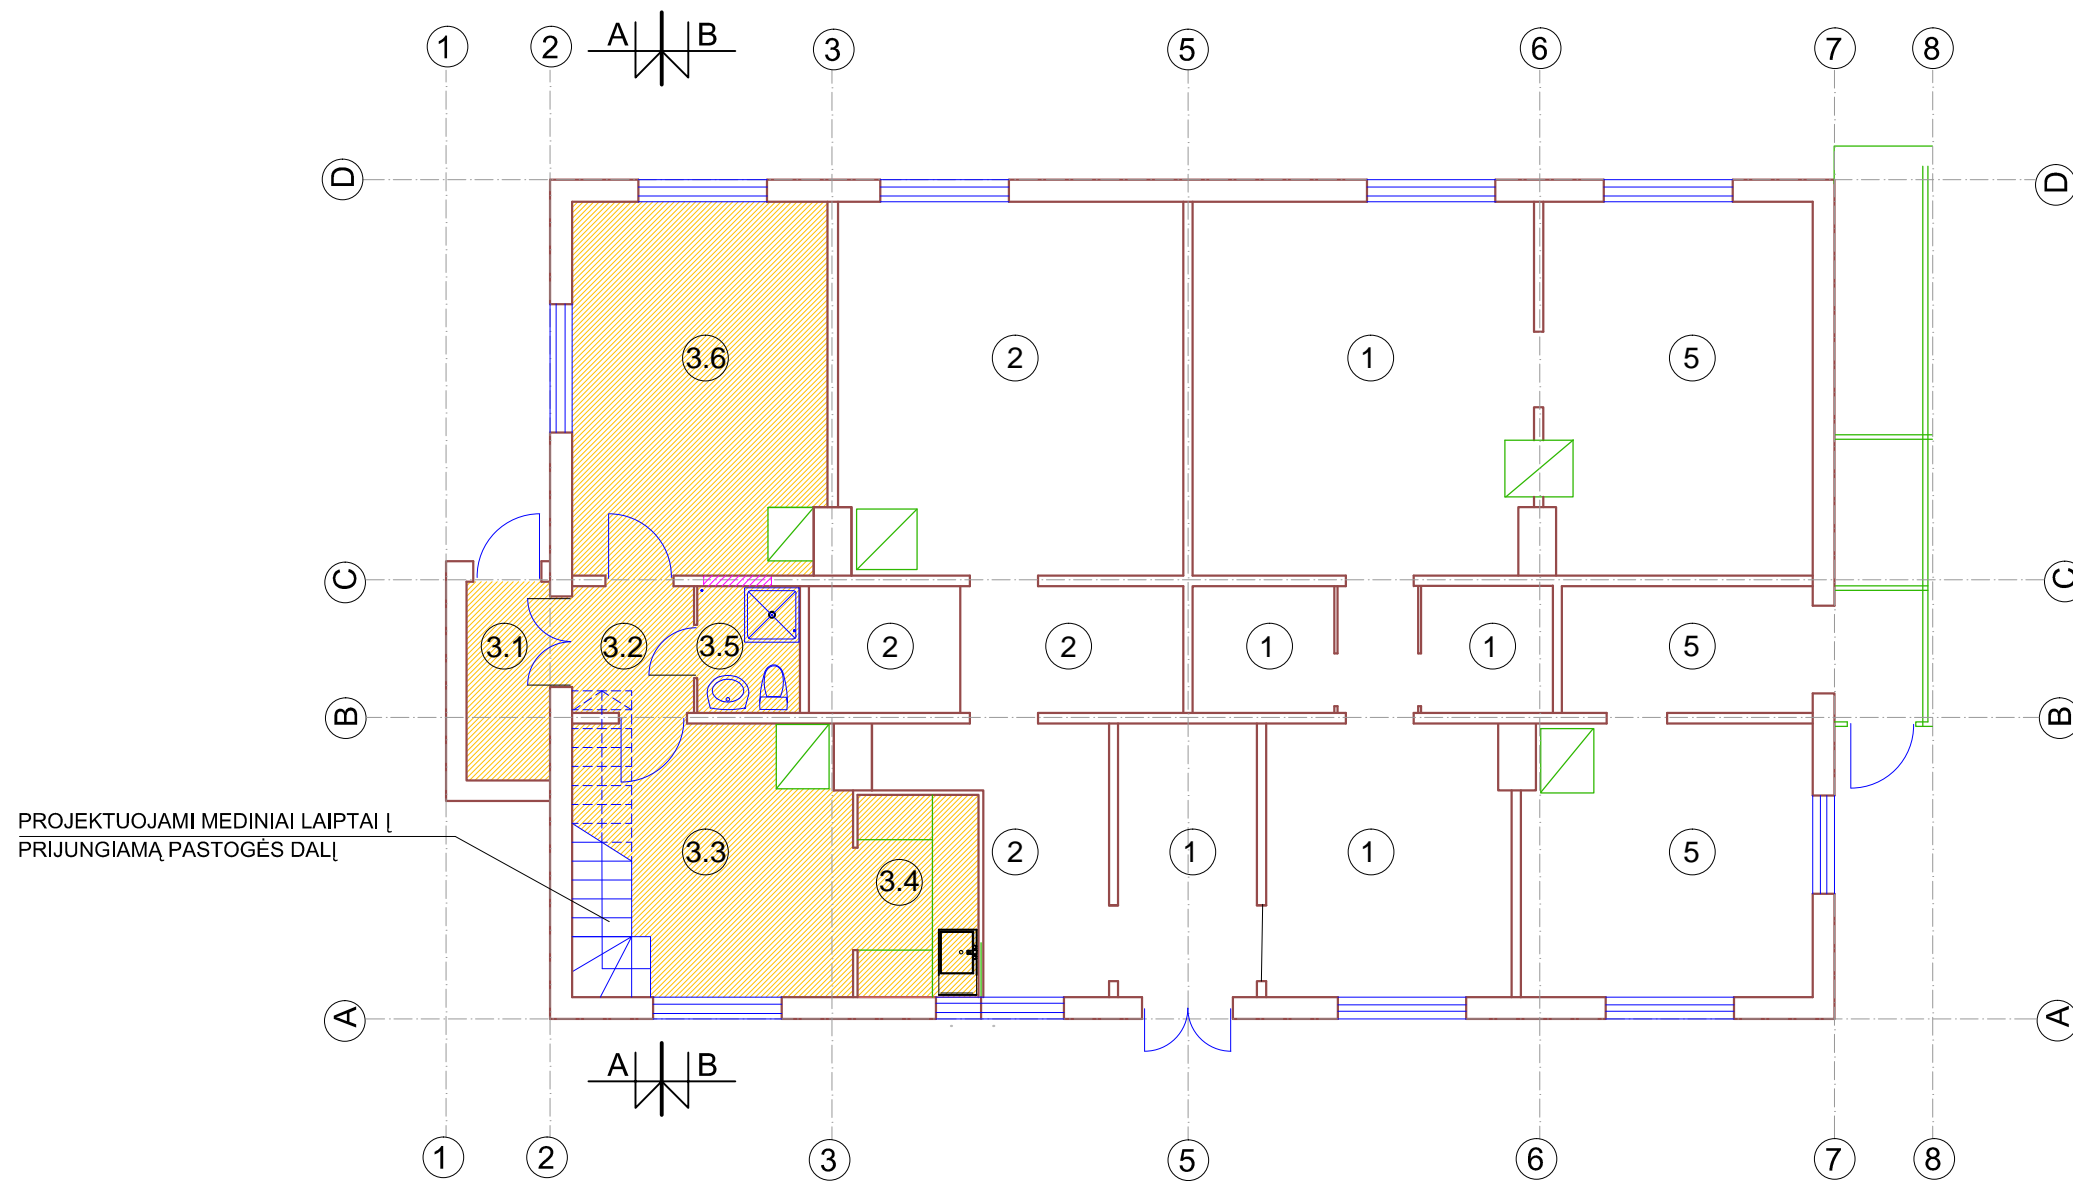 1 2 A B 3 5 6 7 8
D D
3.6 2 1 5
C C
3.1 3.2 3.5 2 2 1 1 5
B B
PROJEKTUOJAMI MEDINIAI LAIPTAI Į
PRIJUNGIAMĄ PASTOGĖS DALĮ
3.3 2 1 1 5
3.4
A A
A B
1 2 3 5 6 7 8